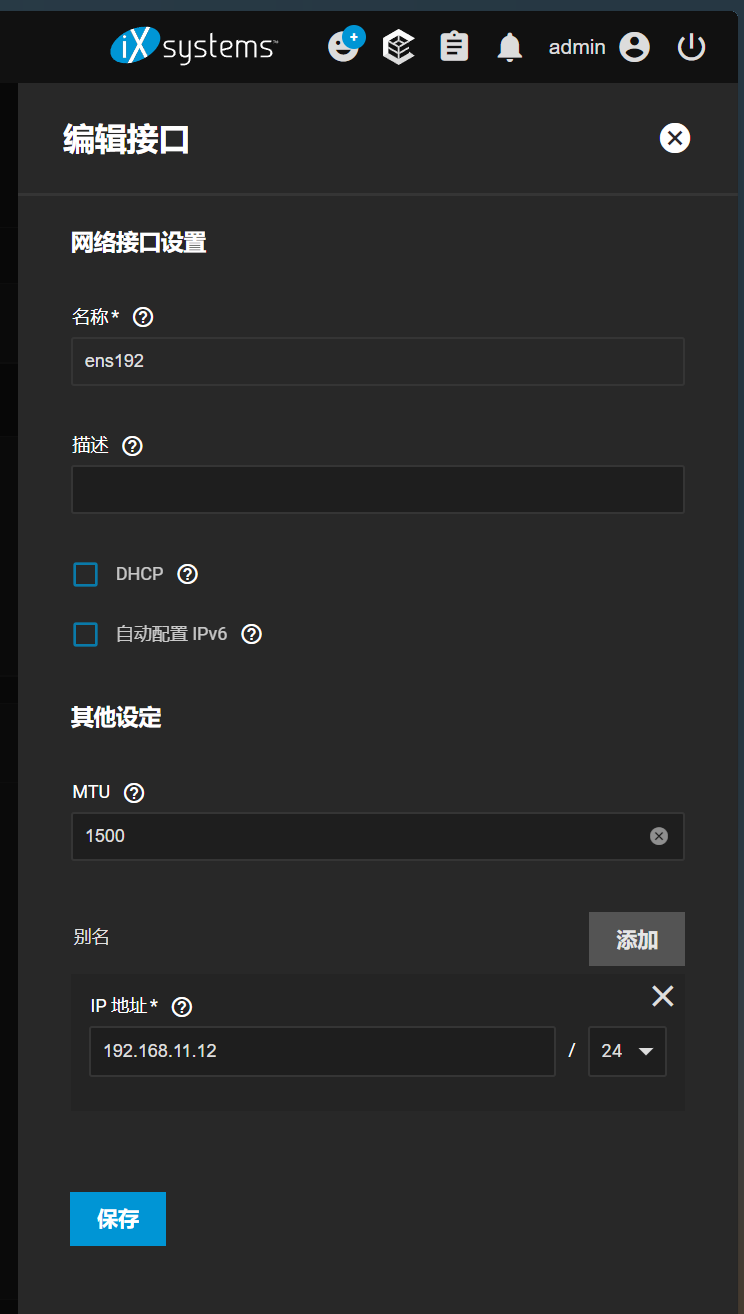 iXsystems™
admin
编辑接口
网络接口设置
名称*
ens192
描述
DHCP
自动配置 IPv6
其他设定
MTU
1500
别名
添加
IP 地址*
192.168.11.12 / 24
保存